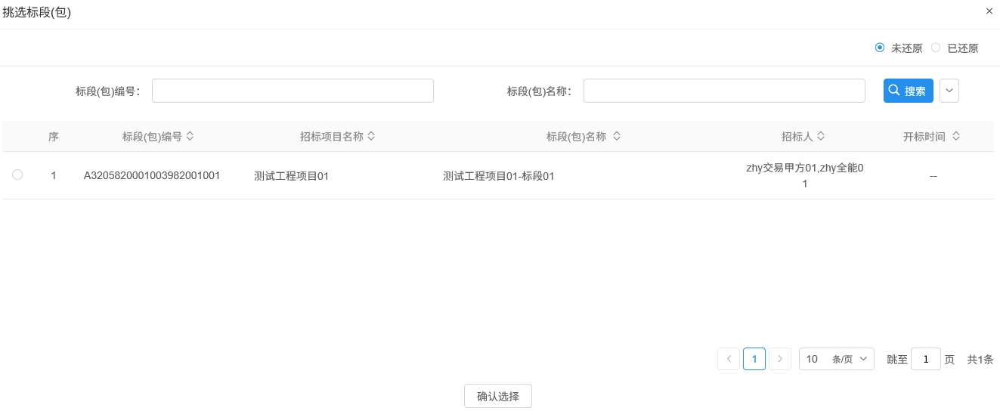 挑选标段(包)
×
未还原 已还原
标段(包)编号： 标段(包)名称： 搜索
序 标段(包)编号 招标项目名称 标段(包)名称 招标人 开标时间
1 A3205820001003982001001 测试工程项目01 测试工程项目01-标段01 zhy交易甲方01,zhy全能0
1 --
1 10 条/页 跳至 1 页 共1条
确认选择